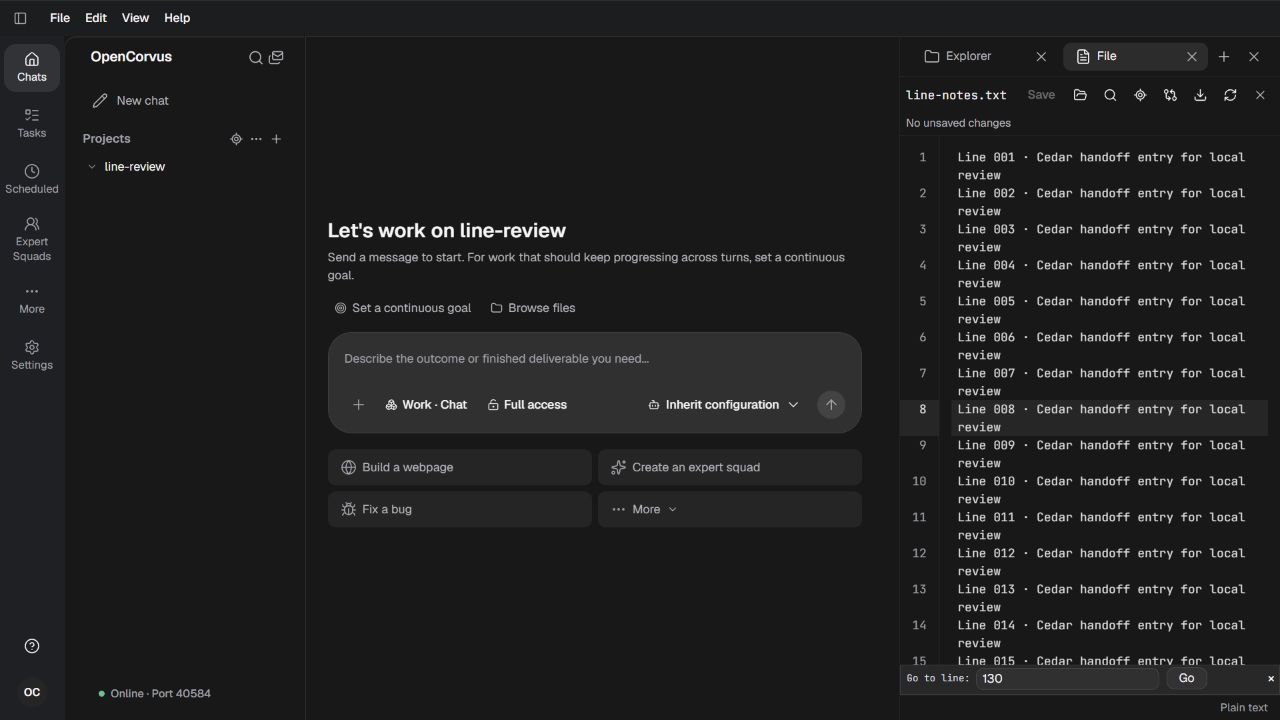 File Edit View Help
Chats
Tasks
Scheduled
Expert
Squads
More
Settings
OC
OpenCorvus
New chat
Projects
line-review
Online · Port 40584
Let's work on line-review
Send a message to start. For work that should keep progressing across turns, set a continuous
goal.
Set a continuous goal Browse files
Describe the outcome or finished deliverable you need...
Work · Chat Full access Inherit configuration
Build a webpage Create an expert squad
Fix a bug More
Explorer File
line-notes.txt Save
No unsaved changes
1 Line 001 · Cedar handoff entry for local
review
2 Line 002 · Cedar handoff entry for local
review
3 Line 003 · Cedar handoff entry for local
review
4 Line 004 · Cedar handoff entry for local
review
5 Line 005 · Cedar handoff entry for local
review
6 Line 006 · Cedar handoff entry for local
review
7 Line 007 · Cedar handoff entry for local
review
8 Line 008 · Cedar handoff entry for local
review
9 Line 009 · Cedar handoff entry for local
review
10 Line 010 · Cedar handoff entry for local
review
11 Line 011 · Cedar handoff entry for local
review
12 Line 012 · Cedar handoff entry for local
review
13 Line 013 · Cedar handoff entry for local
review
14 Line 014 · Cedar handoff entry for local
review
15 Line 015 · Cedar handoff entry for local
Go to line: 130 Go
Plain text